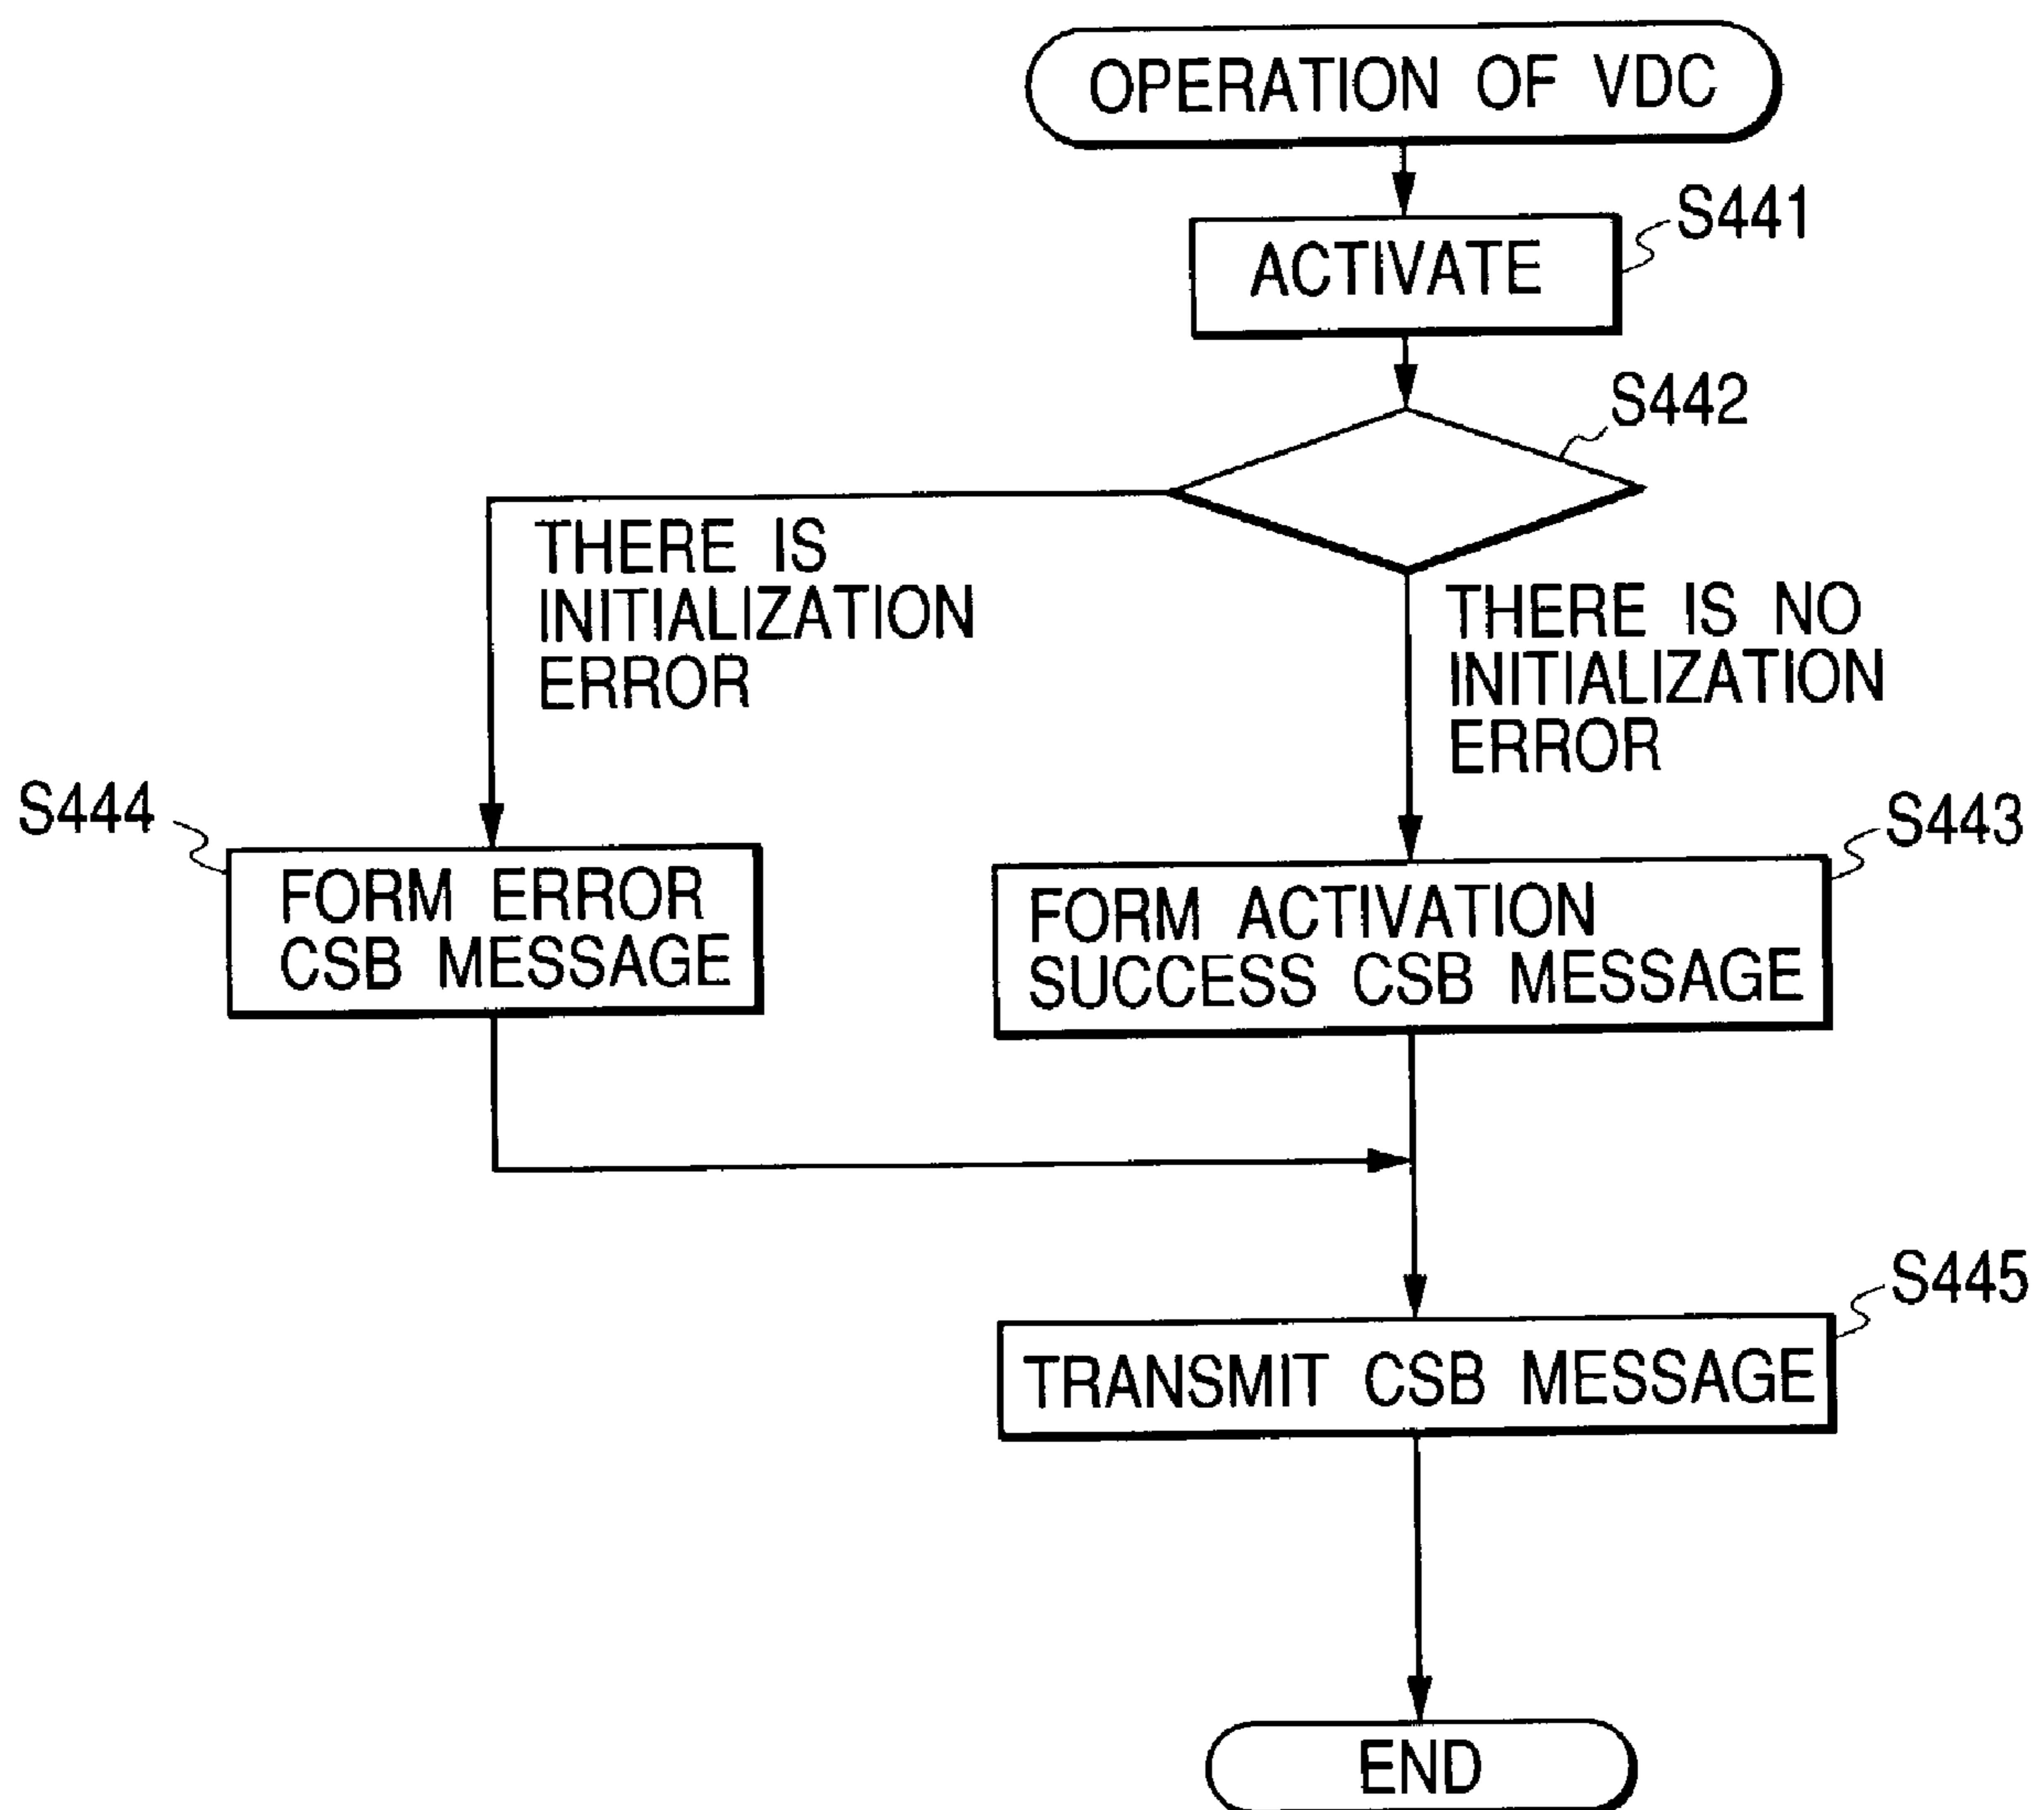 OPERATION OF VDC
S441
ACTIVATE
S442
THERE IS
INITIALIZATION
ERROR
THERE IS NO
INITIALIZATION
ERROR
S444
FORM ERROR
CSB MESSAGE
S443
FORM ACTIVATION
SUCCESS CSB MESSAGE
S445
TRANSMIT CSB MESSAGE
END